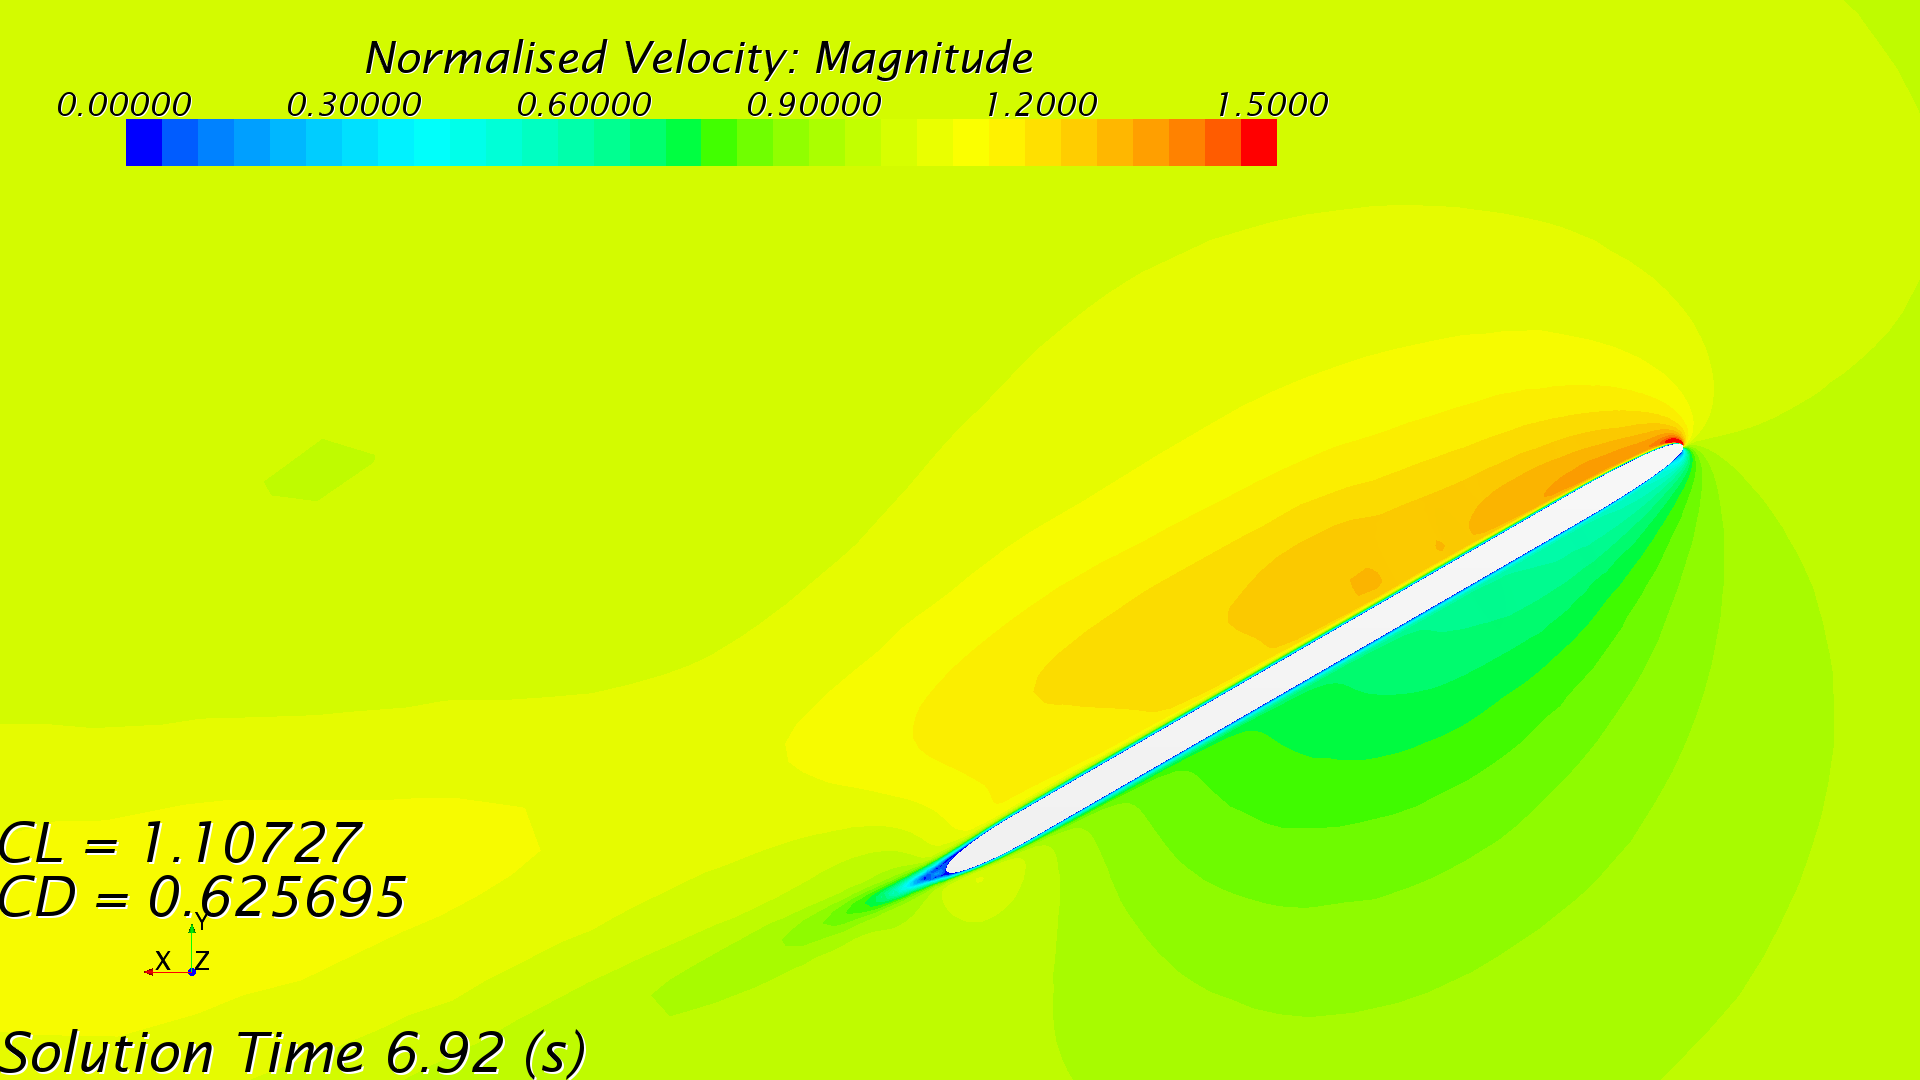 Normalised Velocity: Magnitude
0.00000 0.30000 0.60000 0.90000 1.2000 1.5000
CL = 1.10727
CD = 0.625695
Y
X Z
Solution Time 6.92 (s)